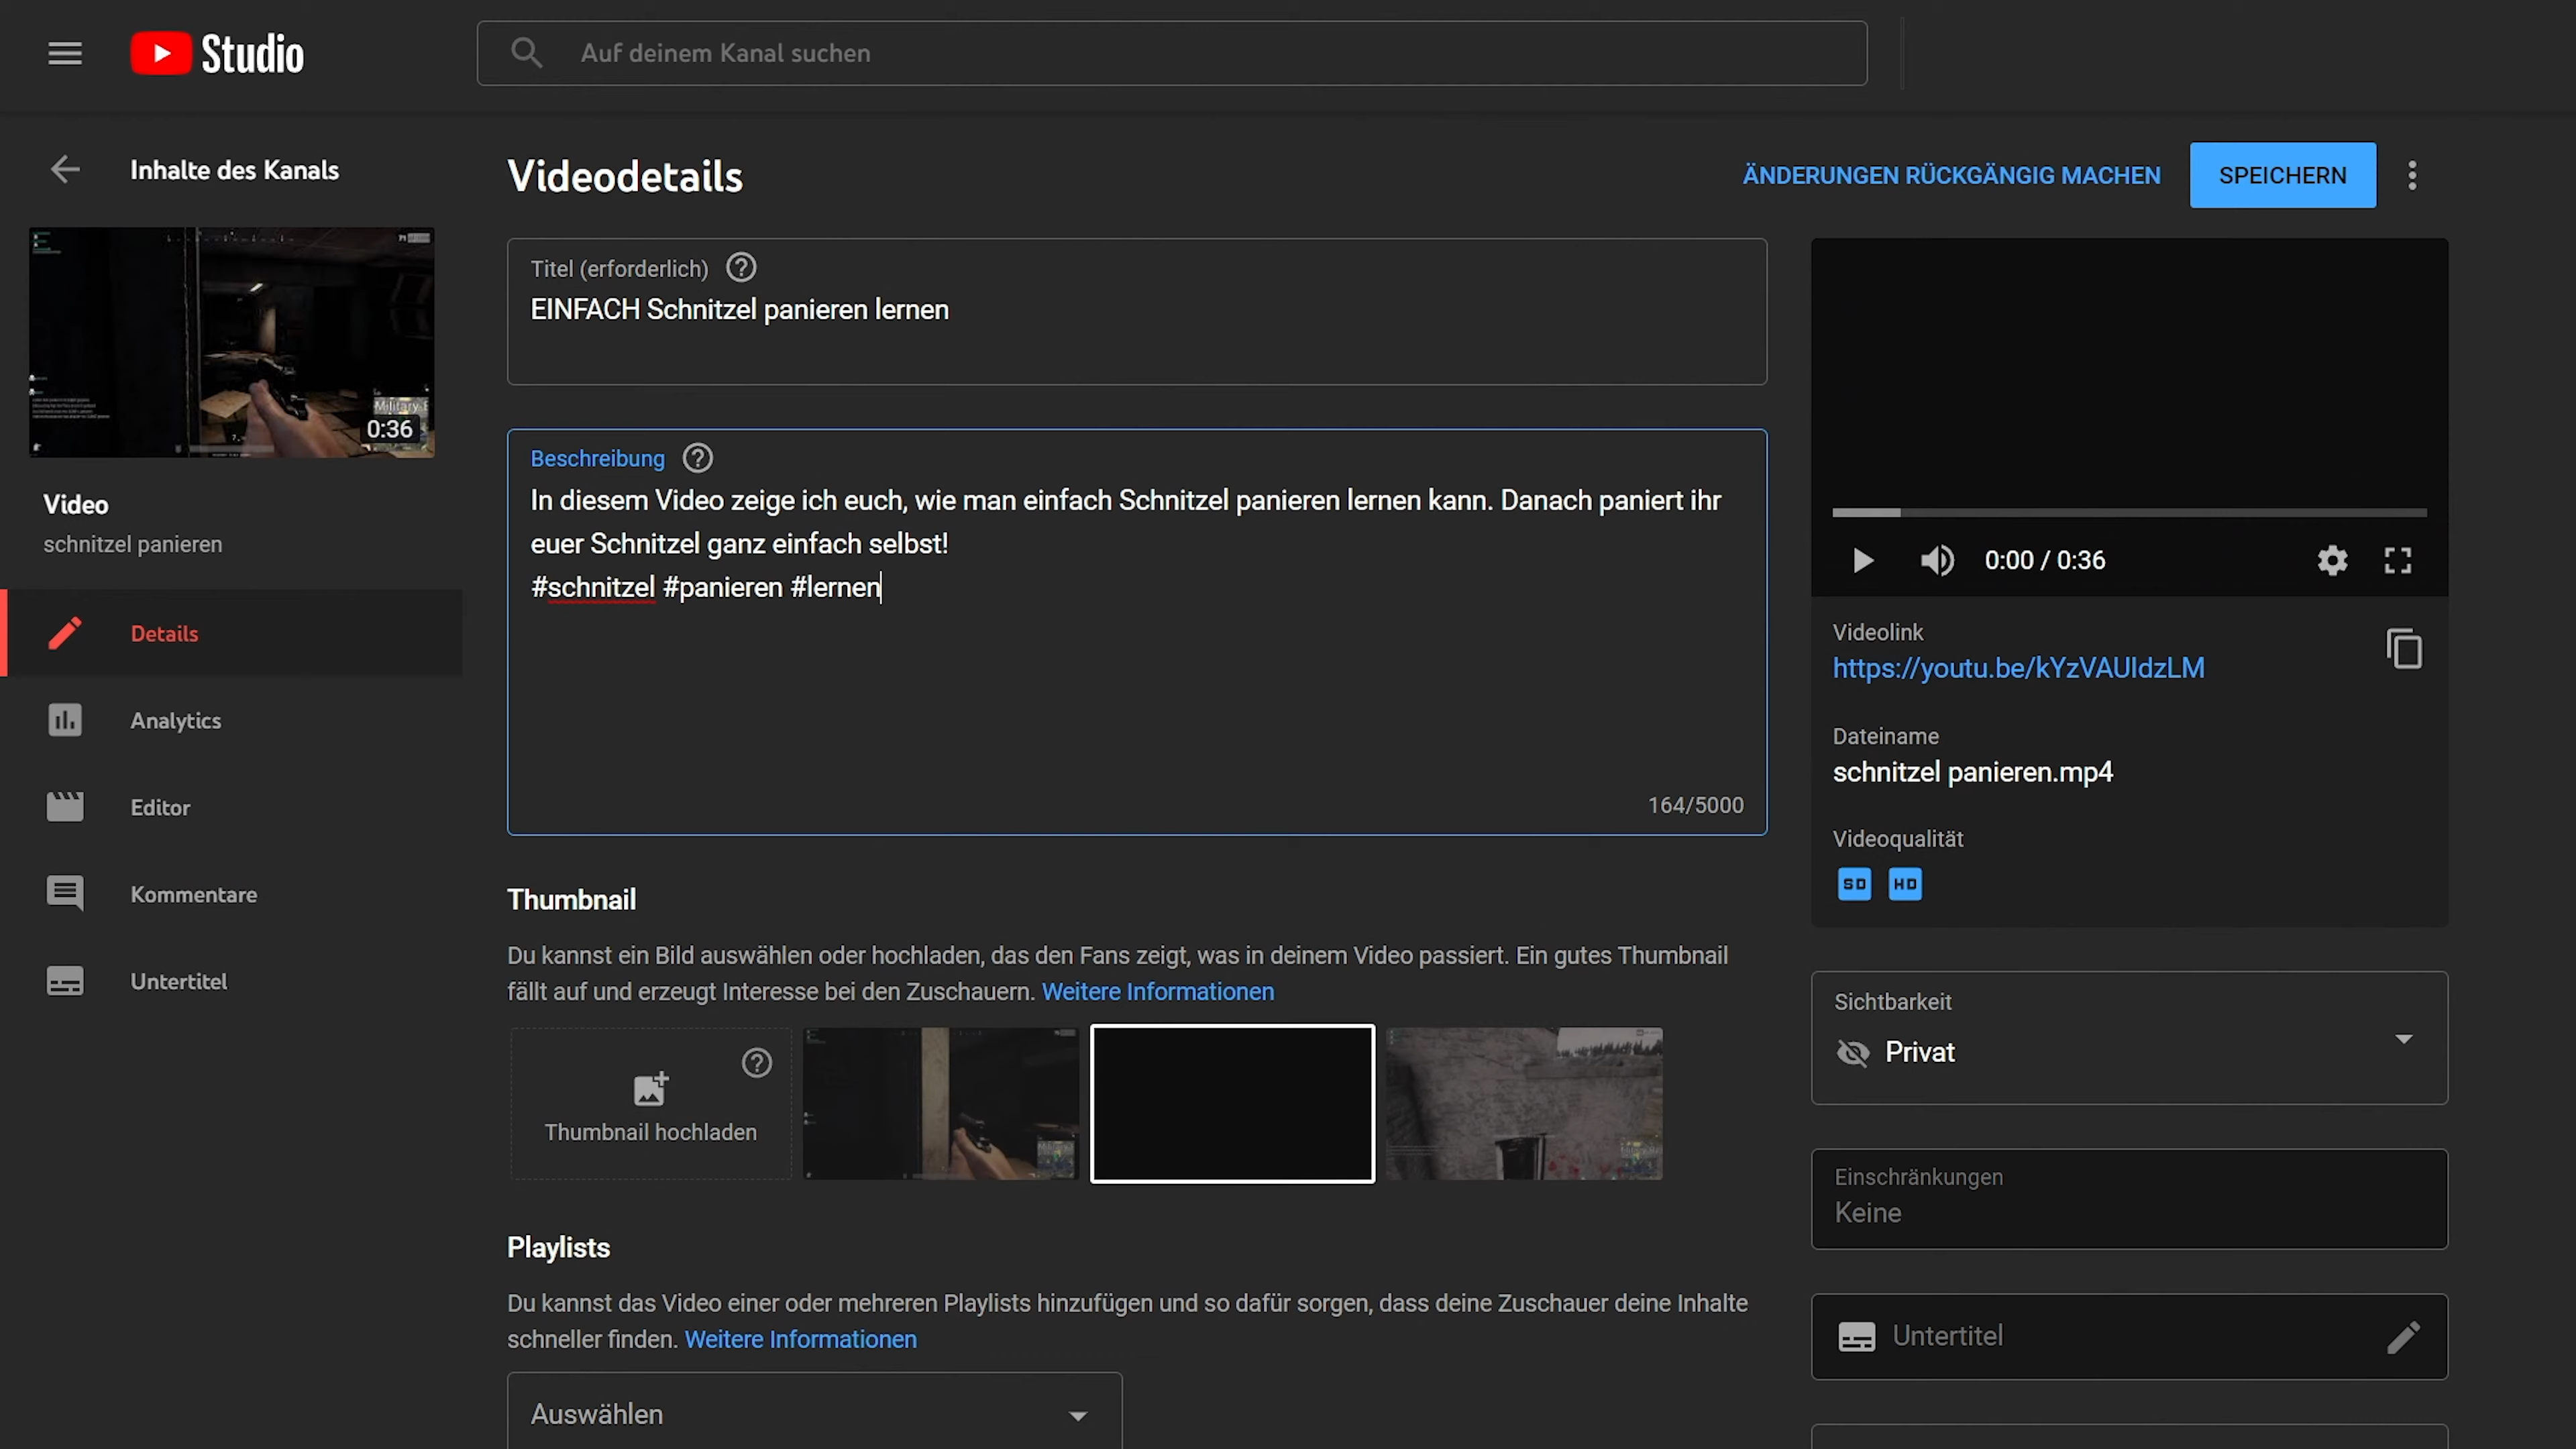 Studio
Auf deinem Kanal suchen
Inhalte des Kanals
Videodetails
ÄNDERUNGEN RÜCKGÄNGIG MACHEN
SPEICHERN
Titel (erforderlich)
EINFACH Schnitzel panieren lernen
Military
0:36
Beschreibung
In diesem Video zeige ich euch, wie man einfach Schnitzel panieren lernen kann. Danach paniert ihr
euer Schnitzel ganz einfach selbst!
#schnitzel #panieren #lernen
164/5000
Video
schnitzel panieren
Details
Analytics
Editor
Kommentare
Untertitel
0:00 / 0:36
Videolink
https://youtu.be/kYzVAUIdzLM
Dateiname
schnitzel panieren.mp4
Videoqualität
SD HD
Thumbnail
Du kannst ein Bild auswählen oder hochladen, das den Fans zeigt, was in deinem Video passiert. Ein gutes Thumbnail
fällt auf und erzeugt Interesse bei den Zuschauern. Weitere Informationen
Thumbnail hochladen
Sichtbarkeit
Privat
Einschränkungen
Keine
Playlists
Du kannst das Video einer oder mehreren Playlists hinzufügen und so dafür sorgen, dass deine Zuschauer deine Inhalte
schneller finden. Weitere Informationen
Auswählen
Untertitel